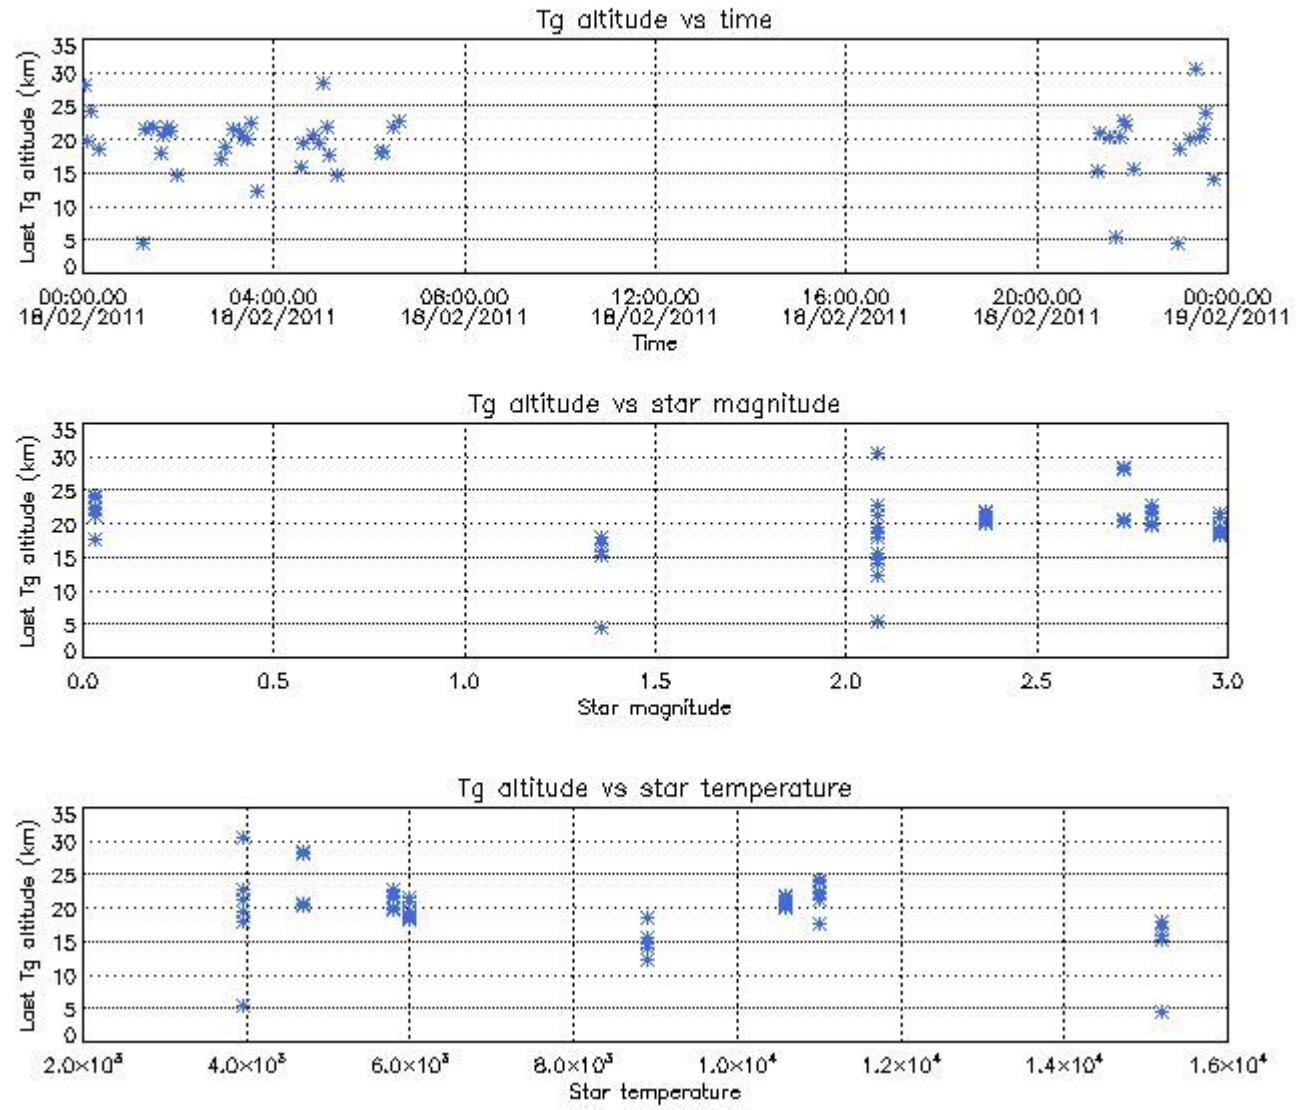 Tg altitude vs time
Last Tg altitude (km)
35
30
25
20
15
10
5
0
00:00.00 04:00.00 08:00.00 12:00.00 16:00.00 20:00.00 00:00.00
18/02/2011 18/02/2011 18/02/2011 18/02/2011 18/02/2011 18/02/2011 19/02/2011
Time
Tg altitude vs star magnitude
Last Tg altitude (km)
35
30
25
20
15
10
5
0
0.0 0.5 1.0 1.5 2.0 2.5 3.0
Star magnitude
Tg altitude vs star temperature
Last Tg altitude (km)
35
30
25
20
15
10
5
0
2.0×10³ 4.0×10³ 6.0×10³ 8.0×10³ 1.0×10⁴ 1.2×10⁴ 1.4×10⁴ 1.6×10⁴
Star temperature